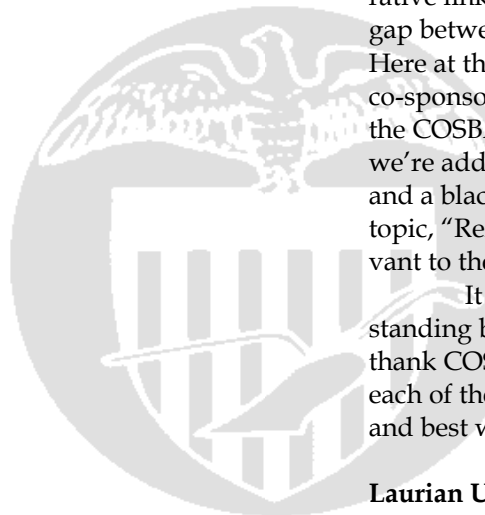 rative link
gap betwe
Here at th
co-sponso
the COSB
we're add
and a blac
topic, "Re
vant to the
It
standing b
thank COS
each of the
and best w
Laurian U